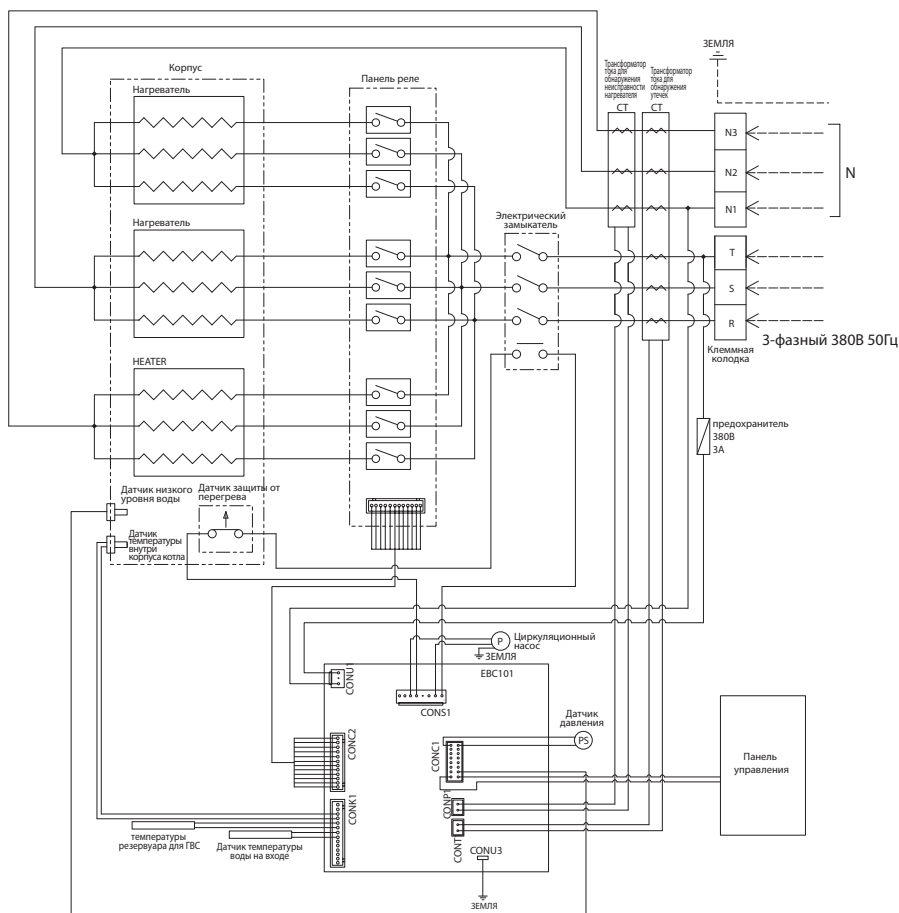 ЗЕМЛЯ
Корпус
Нагреватель
Панель реле
Трансформатор
тока для
обнаружения
неисправности
нагревателя
CT
Трансформатор
тока для
обнаружения
утечек
CT
N3
N2
N1
N
Нагреватель
Электрический
замыкатель
T
S
R
Клеммная
колодка
3-фазный 380В 50Гц
HEATER
предохранитель
380В
3А
Датчик низкого
уровня воды
Датчик защиты от
перегрева
Датчик
температуры
внутри
корпуса котла
P
Циркуляционный
насос
ЗЕМЛЯ
EBC101
CONU1
CONS1
Датчик
давления
PS
CONC2
CONC1
Панель
управления
CONK1
CONP1
CONT
температуры
резервуара для ГВС
Датчик температуры
воды на входе
CONU3
ЗЕМЛЯ